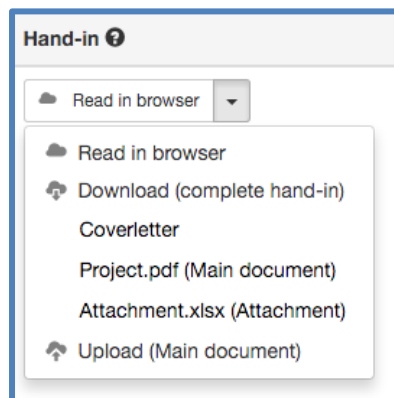 Hand-in ?
Read in browser
Read in browser
Download (complete hand-in)
Coverletter
Project.pdf (Main document)
Attachment.xlsx (Attachment)
Upload (Main document)